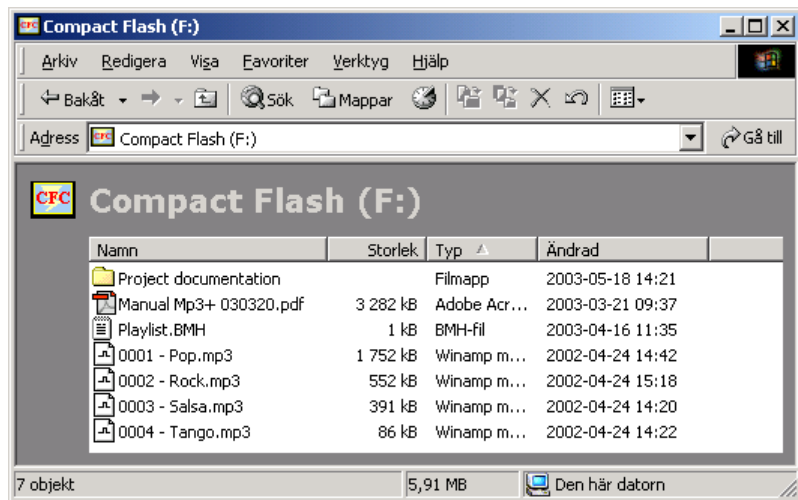 CFC Compact Flash (F:)
Arkiv Redigera Visa Favoriter Verktyg Hjälp
Bakåt Sök Mappar
Adress CFC Compact Flash (F:) Gå till
CFC Compact Flash (F:)
Namn Storlek Typ Ändrad
Project documentation Filmapp 2003-05-18 14:21
Manual Mp3+ 030320.pdf 3 282 kB Adobe Acr... 2003-03-21 09:37
Playlist.BMH 1 kB BMH-fil 2003-04-16 11:35
0001 - Pop.mp3 1 752 kB Winamp m... 2002-04-24 14:42
0002 - Rock.mp3 552 kB Winamp m... 2002-04-24 15:18
0003 - Salsa.mp3 391 kB Winamp m... 2002-04-24 14:20
0004 - Tango.mp3 86 kB Winamp m... 2002-04-24 14:22
7 objekt 5,91 MB Den här datorn